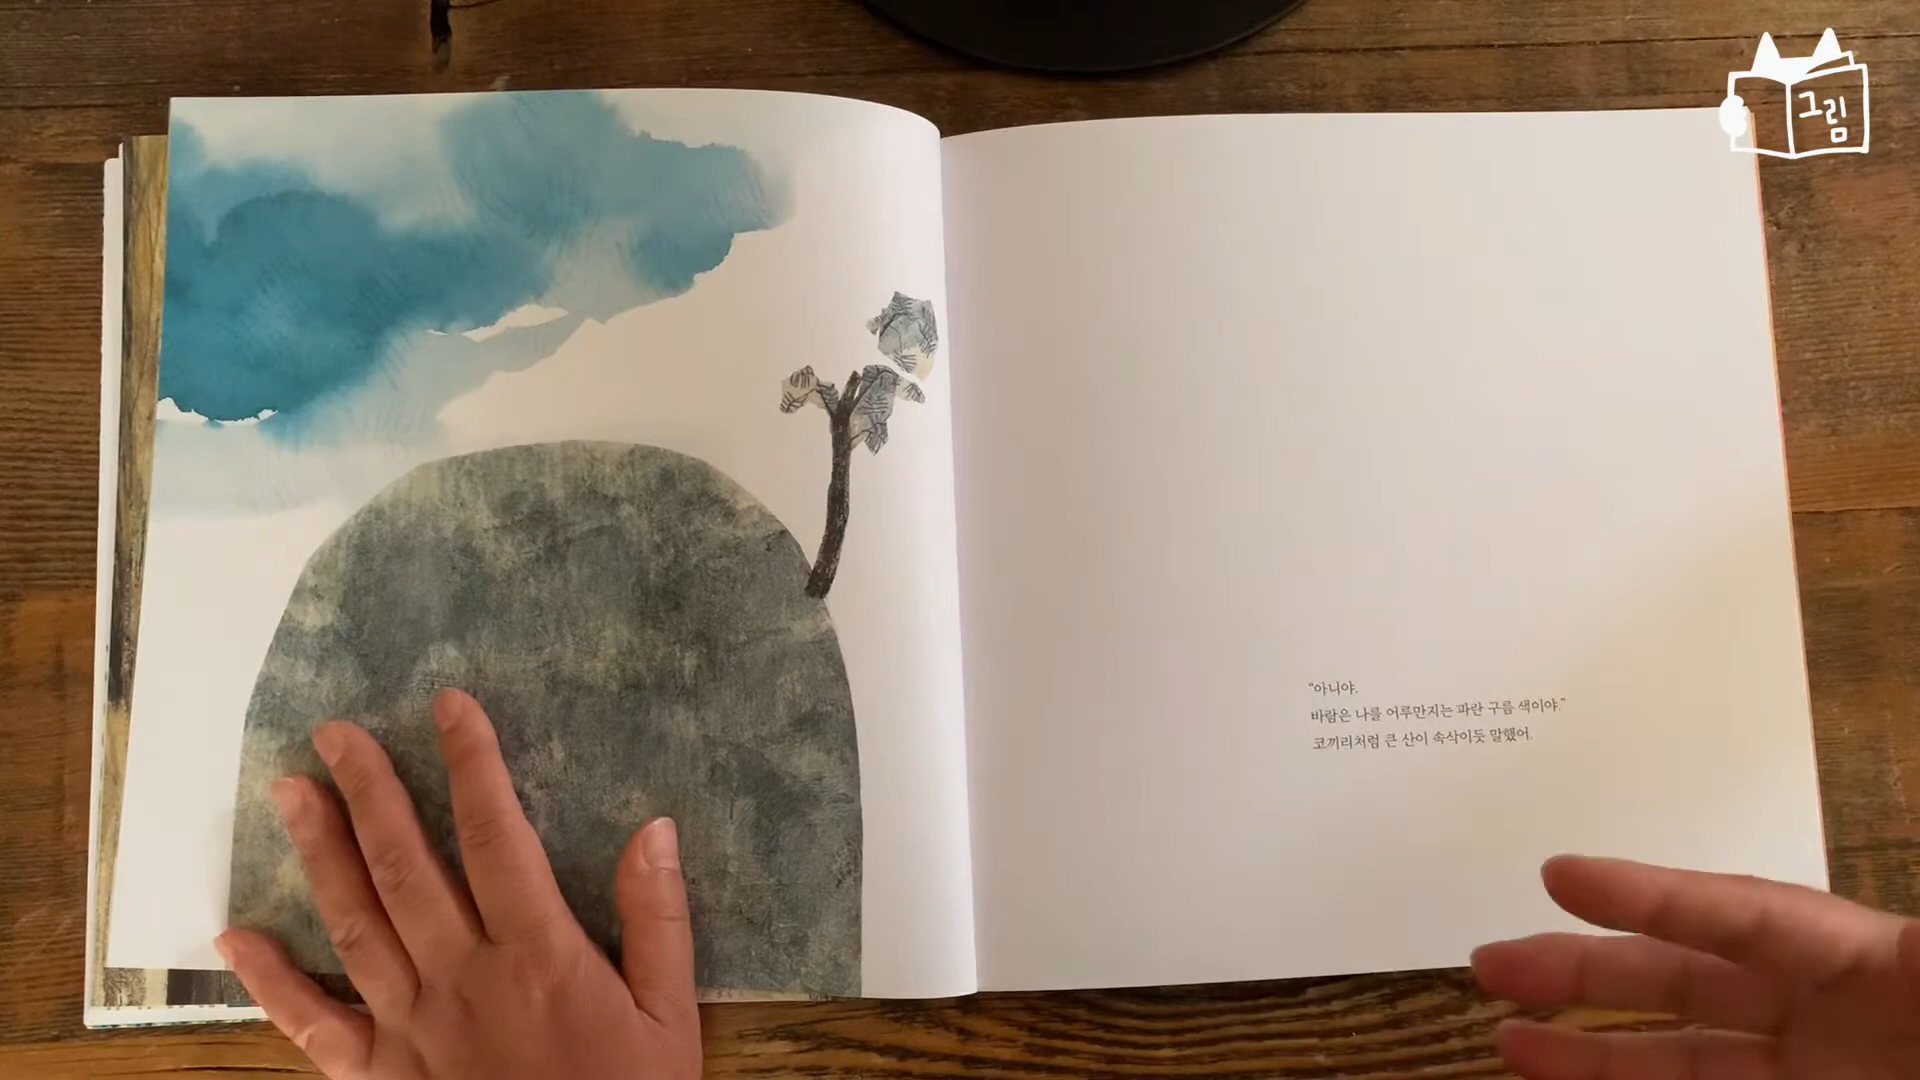 그림
“아니야.
바람은 나를 어루만지는 파란 구름 색이야.”
코끼리처럼 큰 산이 속삭이듯 말했어.